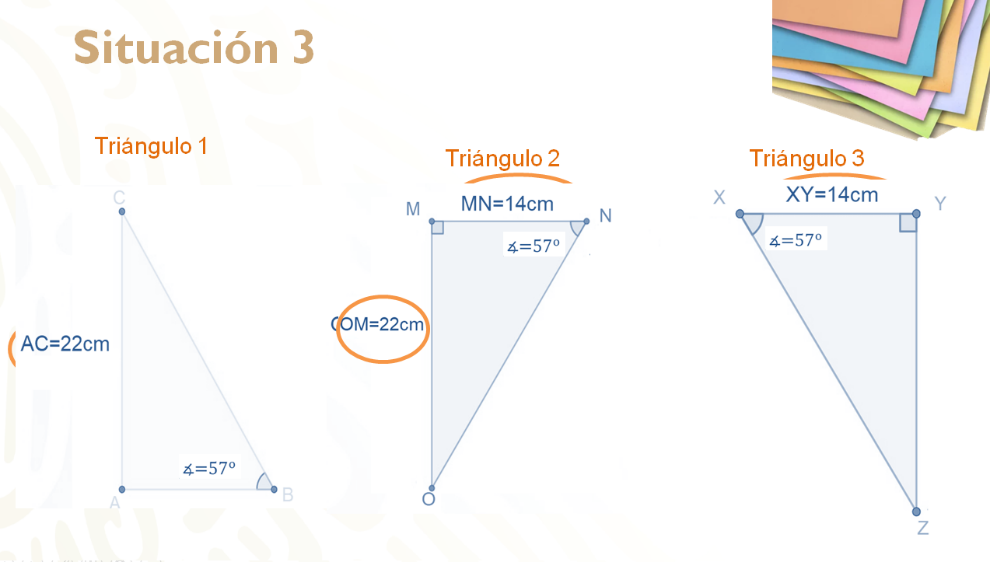 Situación 3
Triángulo 1
C
AC=22cm
∡=57º
A
B
Triángulo 2
M
MN=14cm
N
∡=57º
OM=22cm
O
Triángulo 3
X
XY=14cm
Y
∡=57º
Z